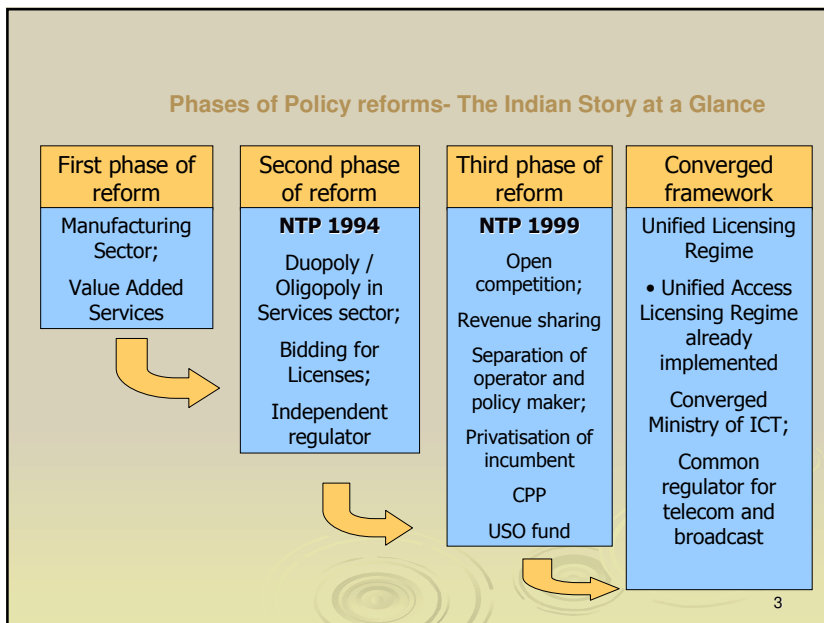 Phases of Policy reforms- The Indian Story at a Glance
First phase of
reform
Manufacturing
Sector;
Value Added
Services
Second phase
of reform
NTP 1994
Duopoly /
Oligopoly in
Services sector;
Bidding for
Licenses;
Independent
regulator
Third phase of
reform
NTP 1999
Open
competition;
Revenue sharing
Separation of
operator and
policy maker;
Privatisation of
incumbent
CPP
USO fund
Converged
framework
Unified Licensing
Regime
• Unified Access
Licensing Regime
already
implemented
Converged
Ministry of ICT;
Common
regulator for
telecom and
broadcast
3